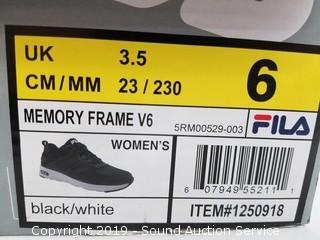 UK 3.5
CM/MM 23/230
6
MEMORY FRAME V6
5RM00529-003
FILA
WOMEN'S
6 07949 55211 1
black/white
ITEM#1250918
Copyright 2019 - Sound Auction Service